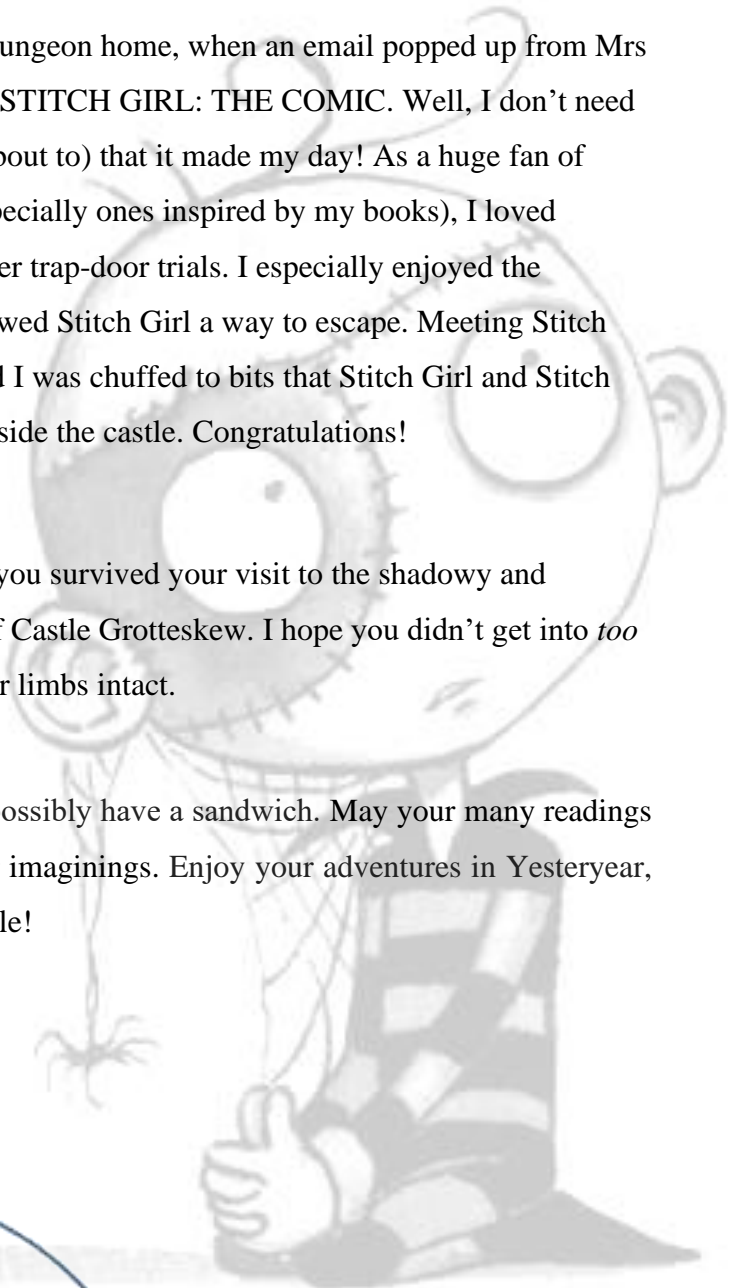 ungeon home, when an email popped up from Mrs
STITCH GIRL: THE COMIC. Well, I don’t need
bout to) that it made my day! As a huge fan of
pecially ones inspired by my books), I loved
er trap-door trials. I especially enjoyed the
wed Stitch Girl a way to escape. Meeting Stitch
d I was chuffed to bits that Stitch Girl and Stitch
side the castle. Congratulations!
you survived your visit to the shadowy and
f Castle Grotteskew. I hope you didn’t get into too
r limbs intact.
possibly have a sandwich. May your many readings
imaginings. Enjoy your adventures in Yesteryear,
le!